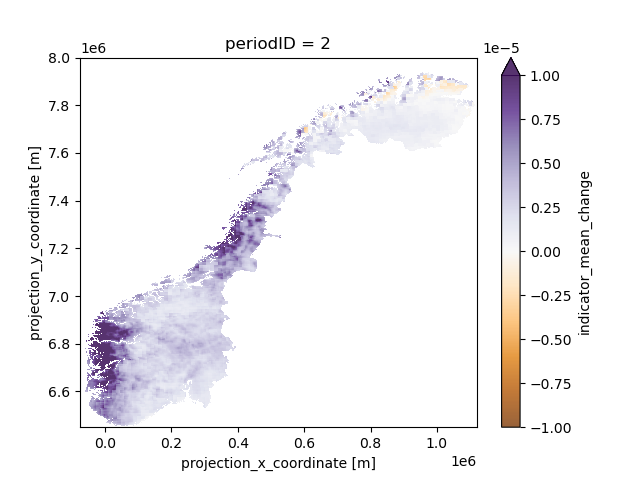 periodID = 2
1e6
8.0
7.8
7.6
7.4
7.2
7.0
6.8
6.6
projection_y_coordinate [m]
0.0 0.2 0.4 0.6 0.8 1.0
projection_x_coordinate [m]
1e6
1e−5
1.00
0.75
0.50
0.25
0.00
−0.25
−0.50
−0.75
−1.00
indicator_mean_change